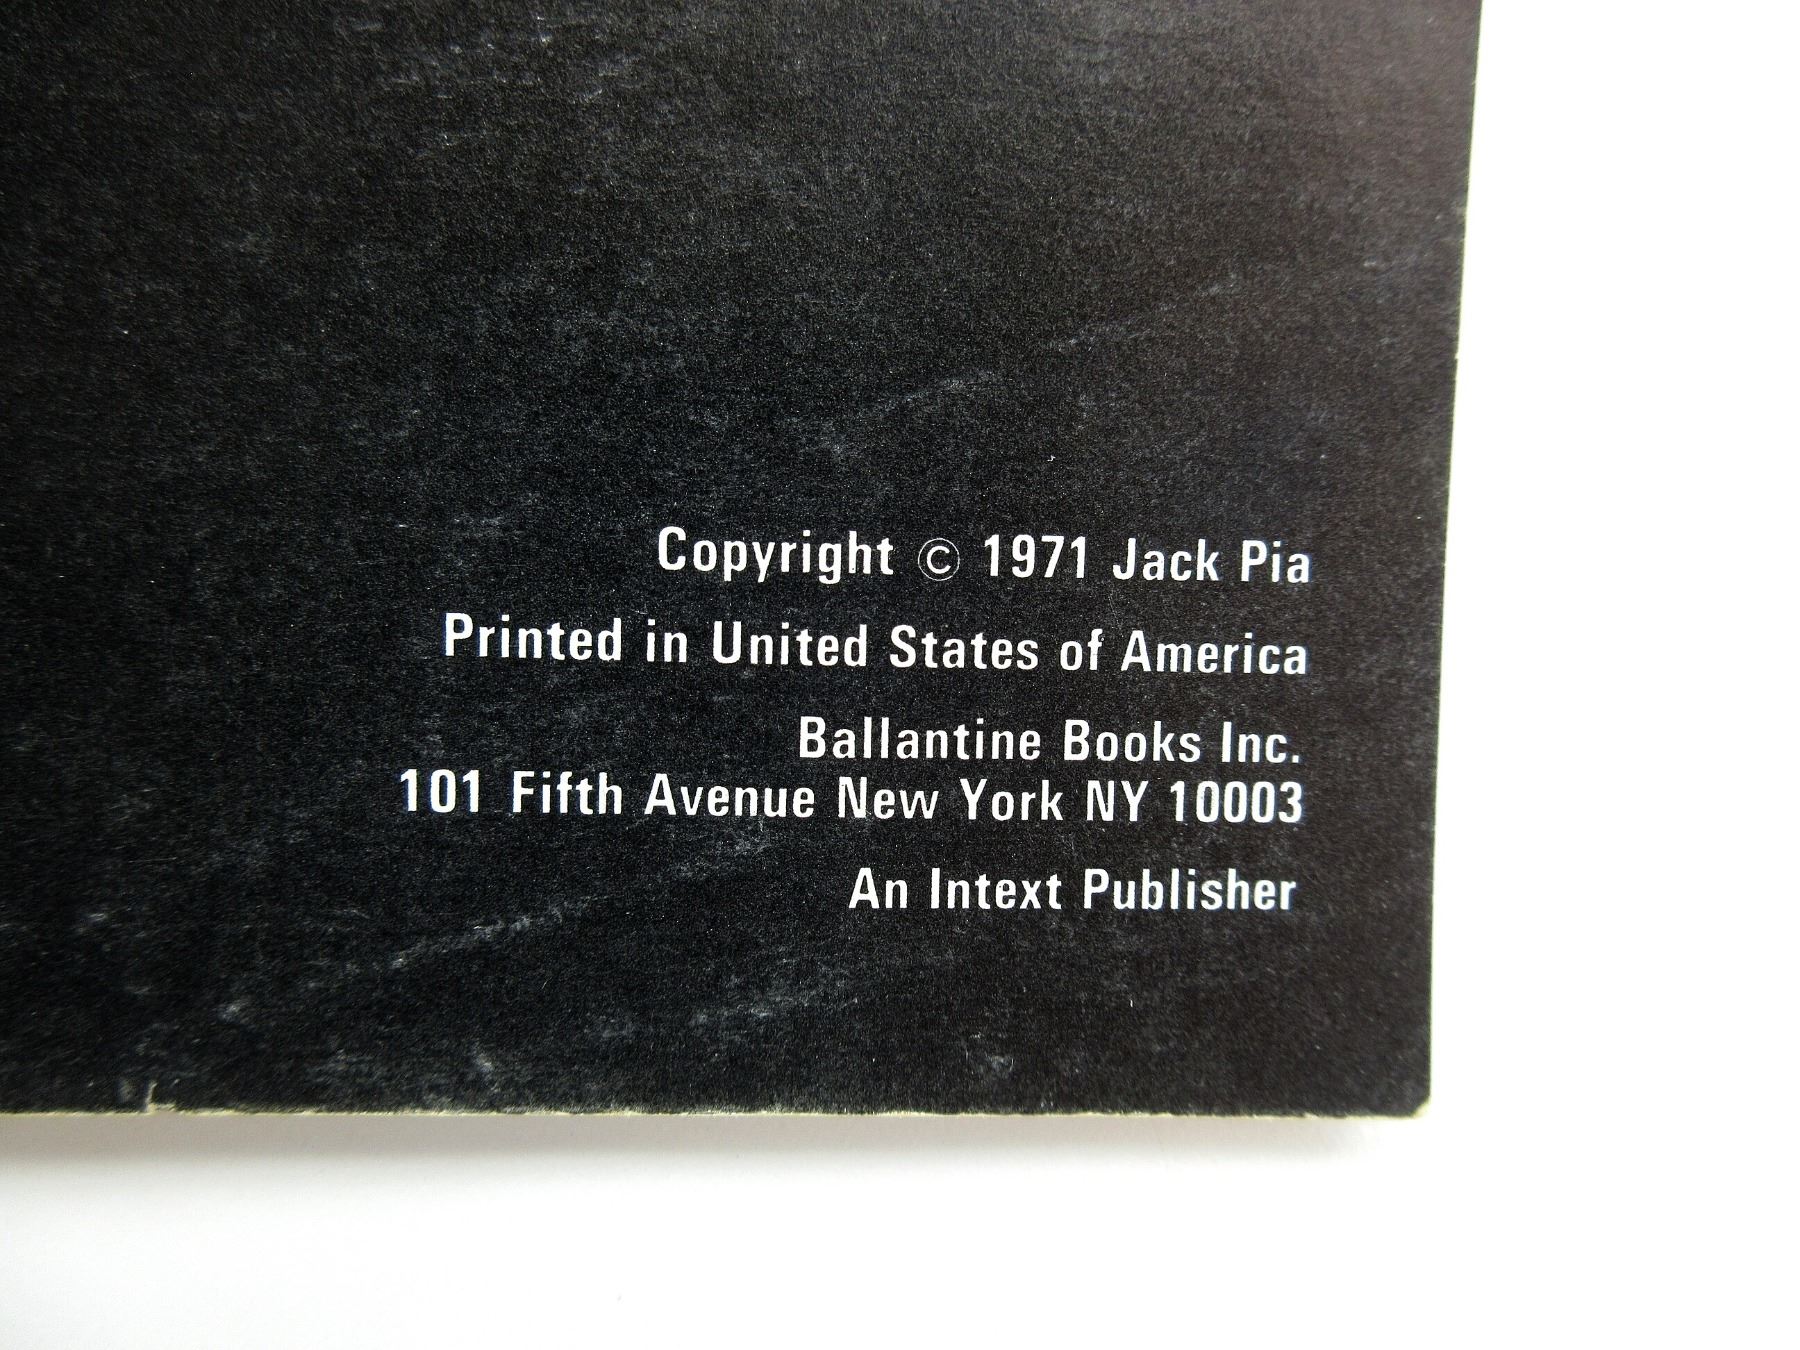 Copyright © 1971 Jack Pia
Printed in United States of America
Ballantine Books Inc.
101 Fifth Avenue New York NY 10003
An Intext Publisher